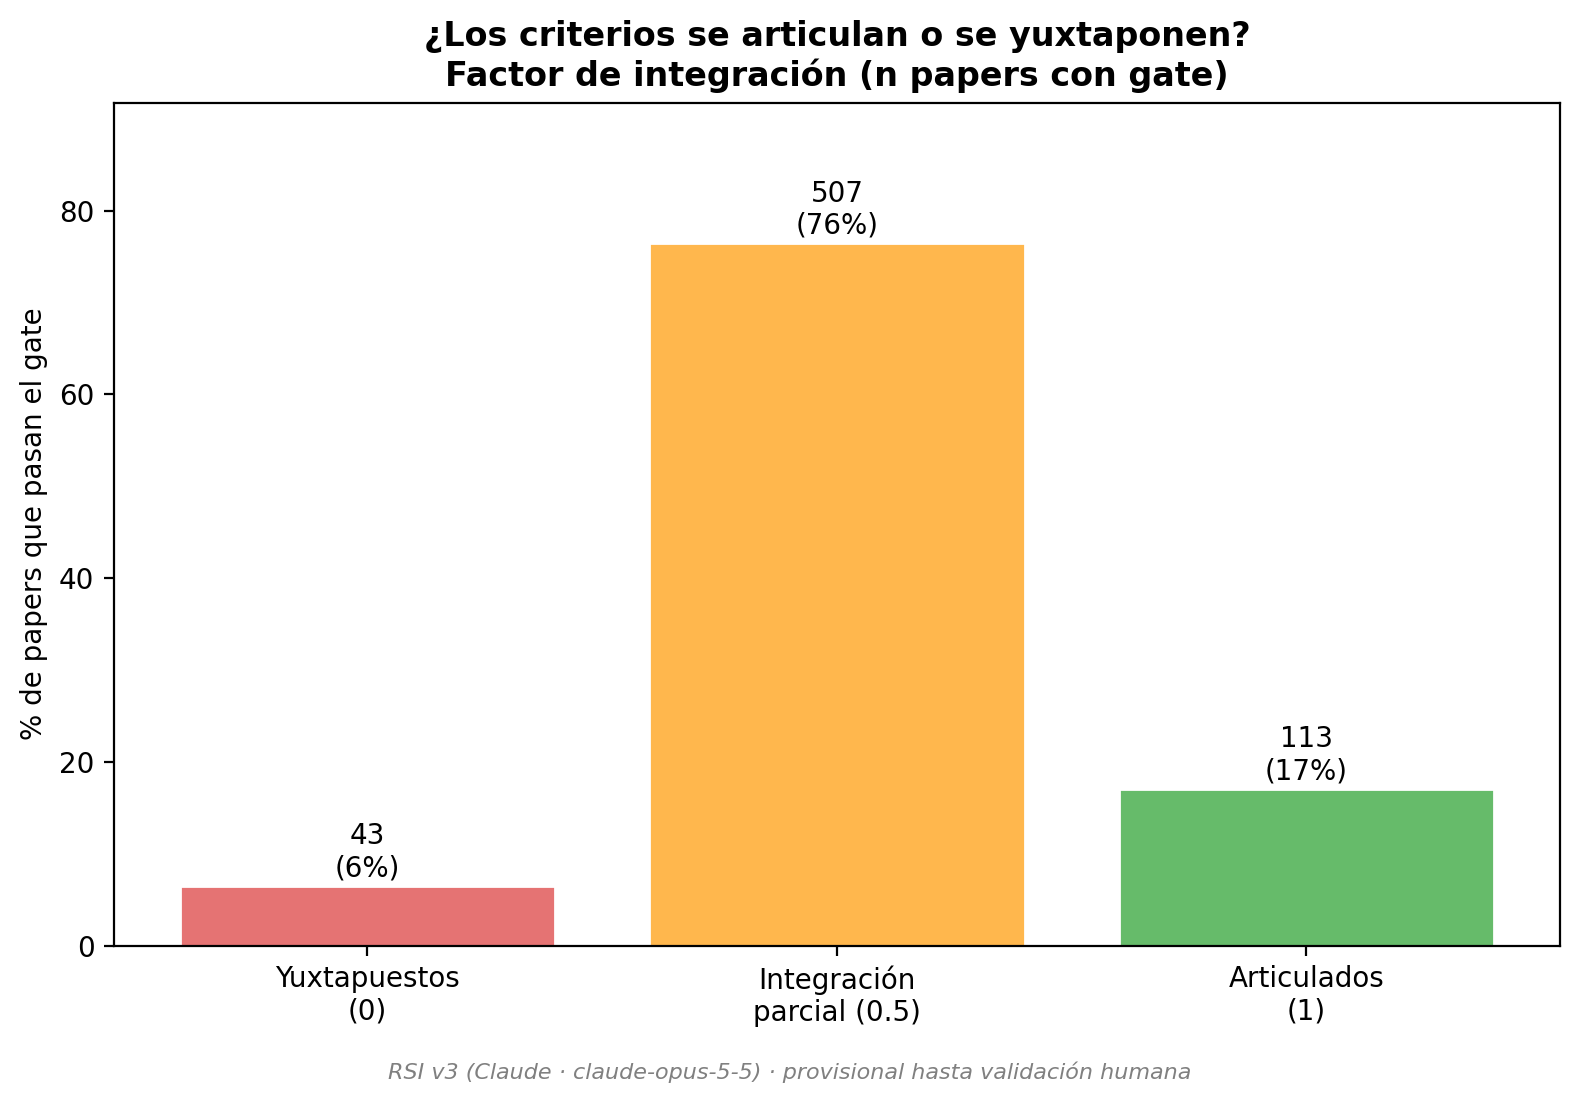 ¿Los criterios se articulan o se yuxtaponen?
Factor de integración (n papers con gate)
% de papers que pasan el gate
80
60
40
20
0
507
(76%)
113
(17%)
43
(6%)
Yuxtapuestos
(0)
Integración
parcial (0.5)
Articulados
(1)
RSI v3 (Claude · claude-opus-5-5) · provisional hasta validación humana